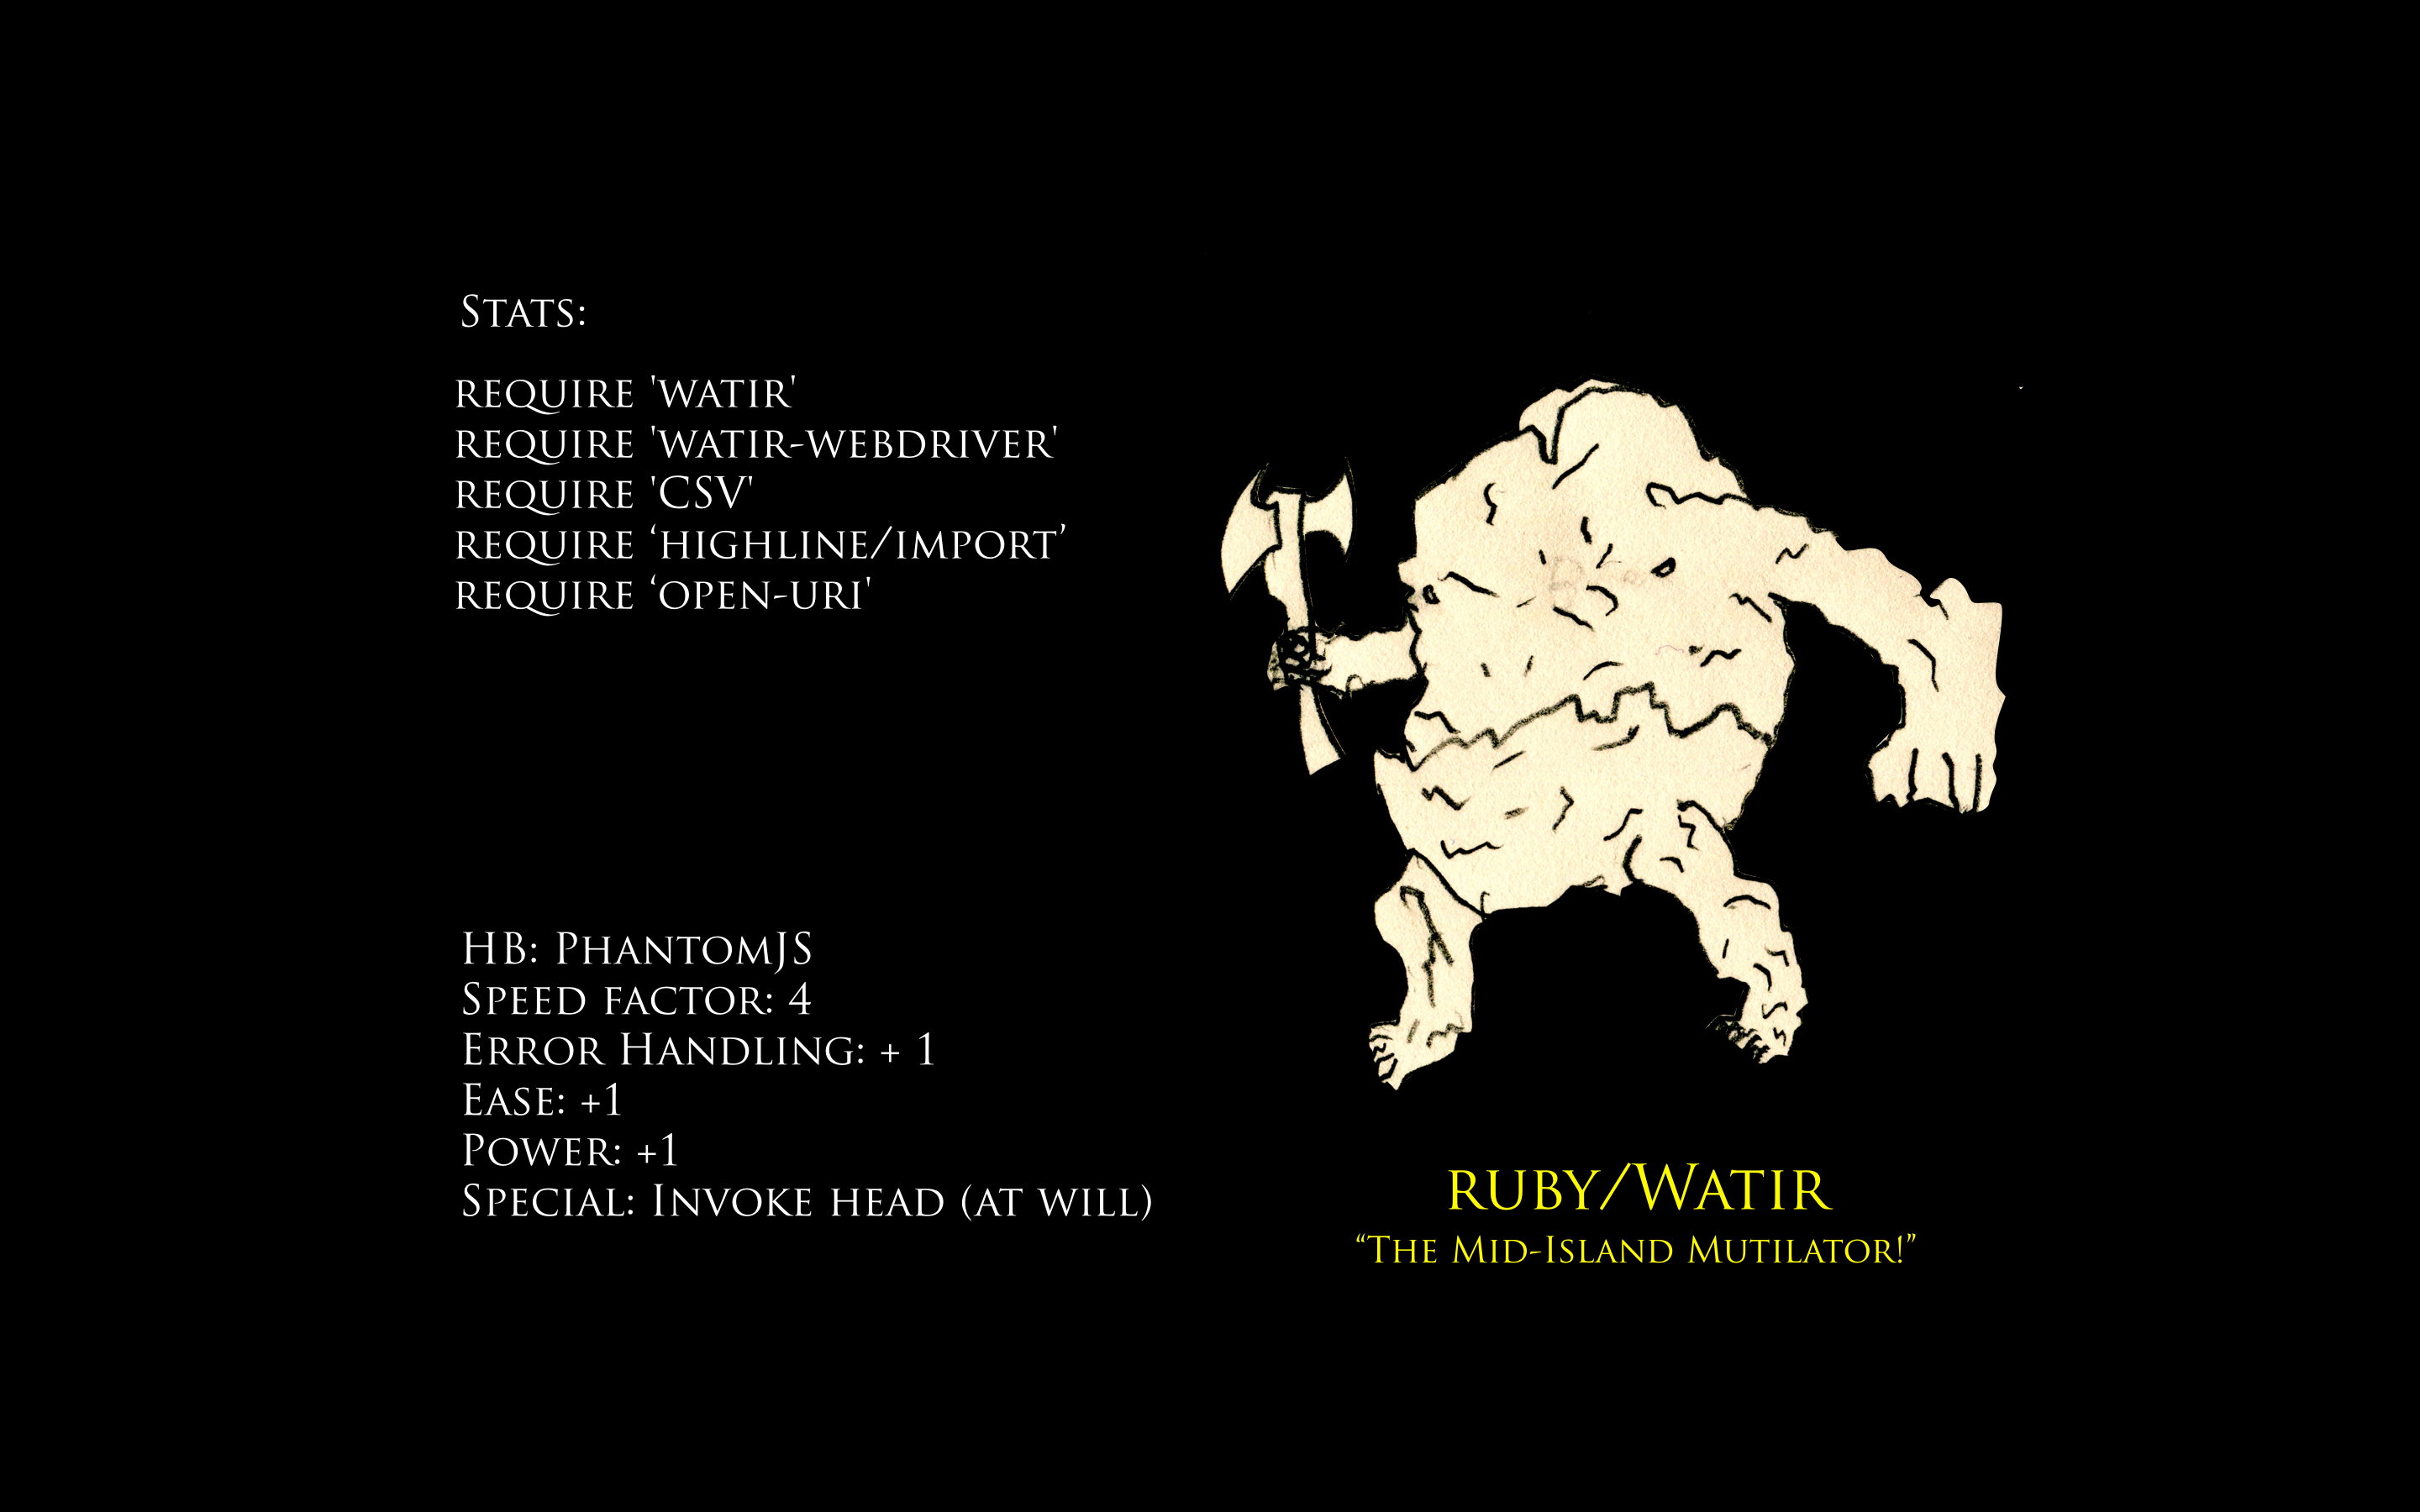 Stats:
require 'watir'
require 'watir-webdriver'
require 'CSV'
require ‘highline/import’
require ‘open-uri'
HB: PhantomJS
Speed factor: 4
Error Handling: + 1
Ease: +1
Power: +1
Special: Invoke head (at will)
ruby/Watir
“The Mid-Island Mutilator!”